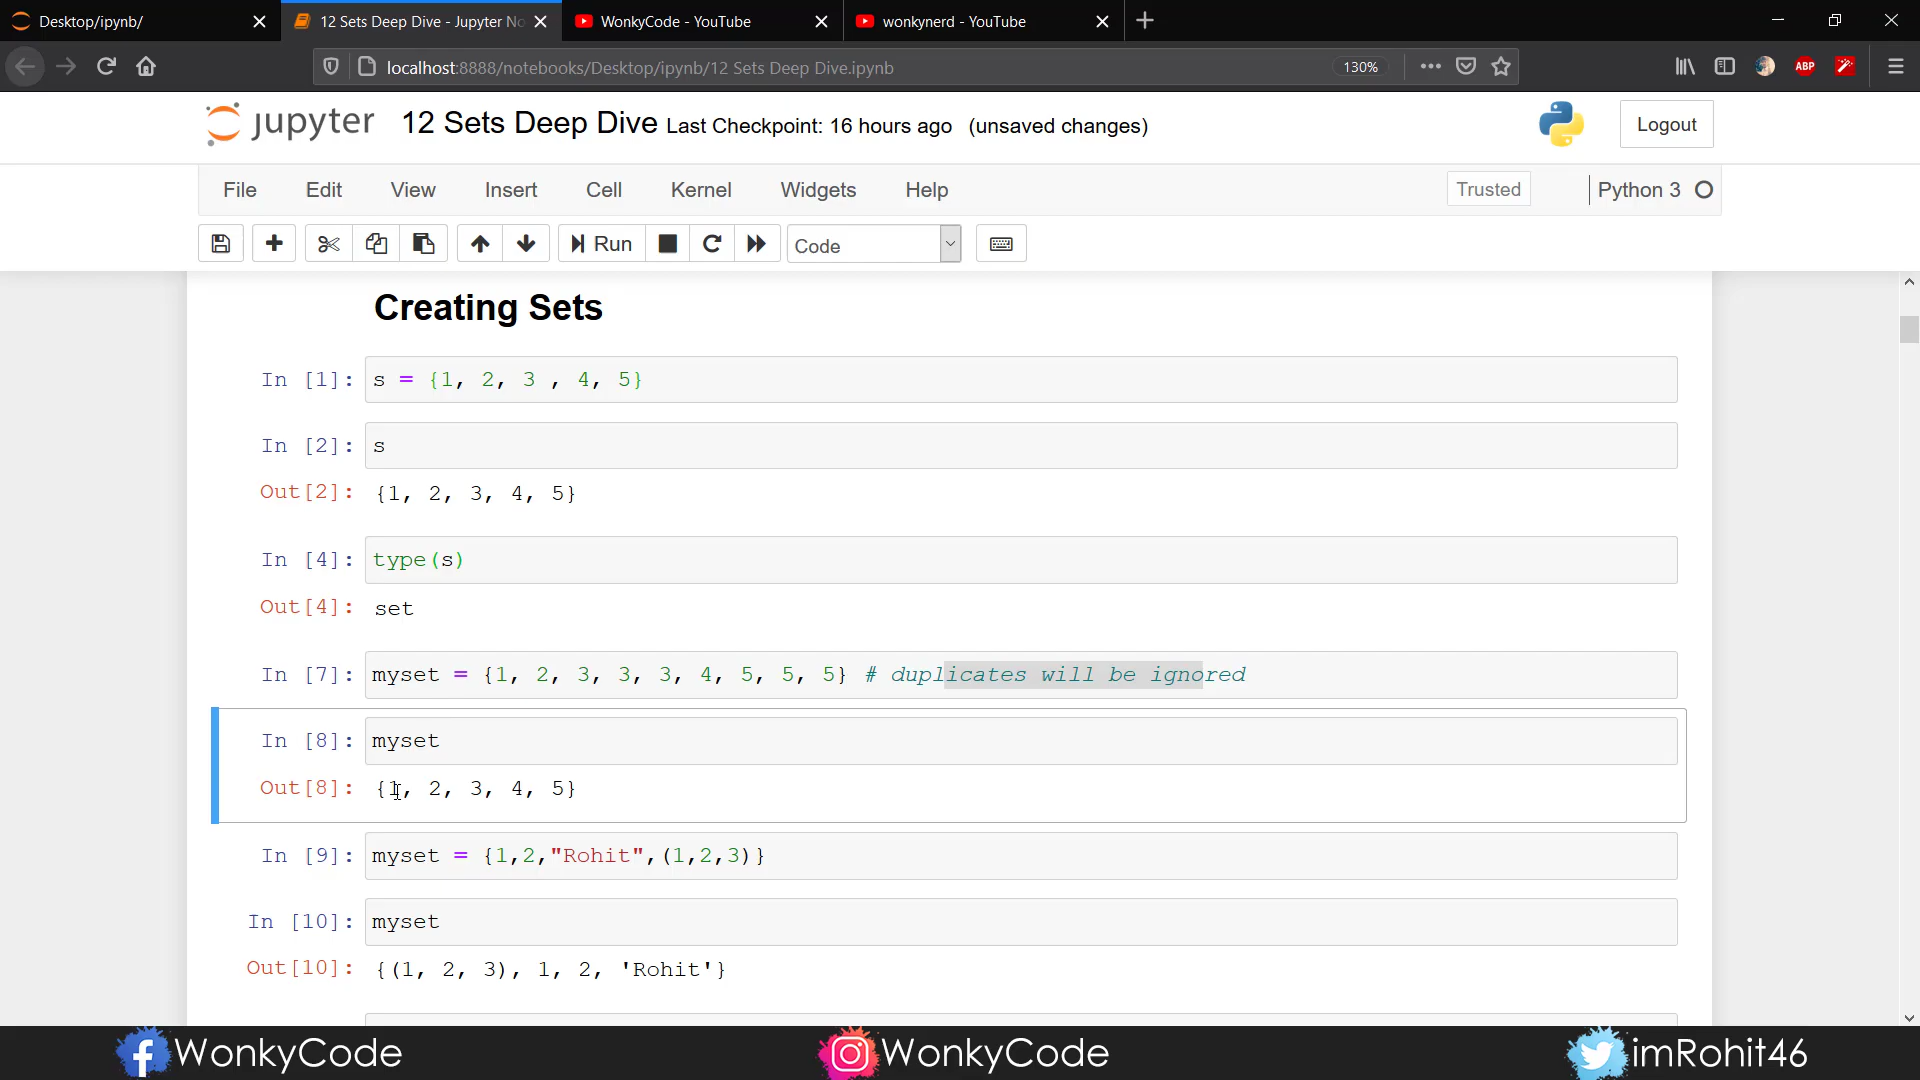 Desktop/ipynb/
12 Sets Deep Dive - Jupyter No
WonkyCode - YouTube
wonkynerd - YouTube
localhost:8888/notebooks/Desktop/ipynb/12 Sets Deep Dive.ipynb
130%
ABP
jupyter
12 Sets Deep Dive Last Checkpoint: 16 hours ago (unsaved changes)
Logout
File Edit View Insert Cell Kernel Widgets Help
Trusted
Python 3
Run
Code
Creating Sets
In [1]: s = {1, 2, 3 , 4, 5}
In [2]: s
Out[2]: {1, 2, 3, 4, 5}
In [4]: type(s)
Out[4]: set
In [7]: myset = {1, 2, 3, 3, 3, 4, 5, 5, 5} # duplicates will be ignored
In [8]: myset
Out[8]: {1, 2, 3, 4, 5}
In [9]: myset = {1,2,"Rohit",(1,2,3)}
In [10]: myset
Out[10]: {(1, 2, 3), 1, 2, 'Rohit'}
WonkyCode
WonkyCode
imRohit46